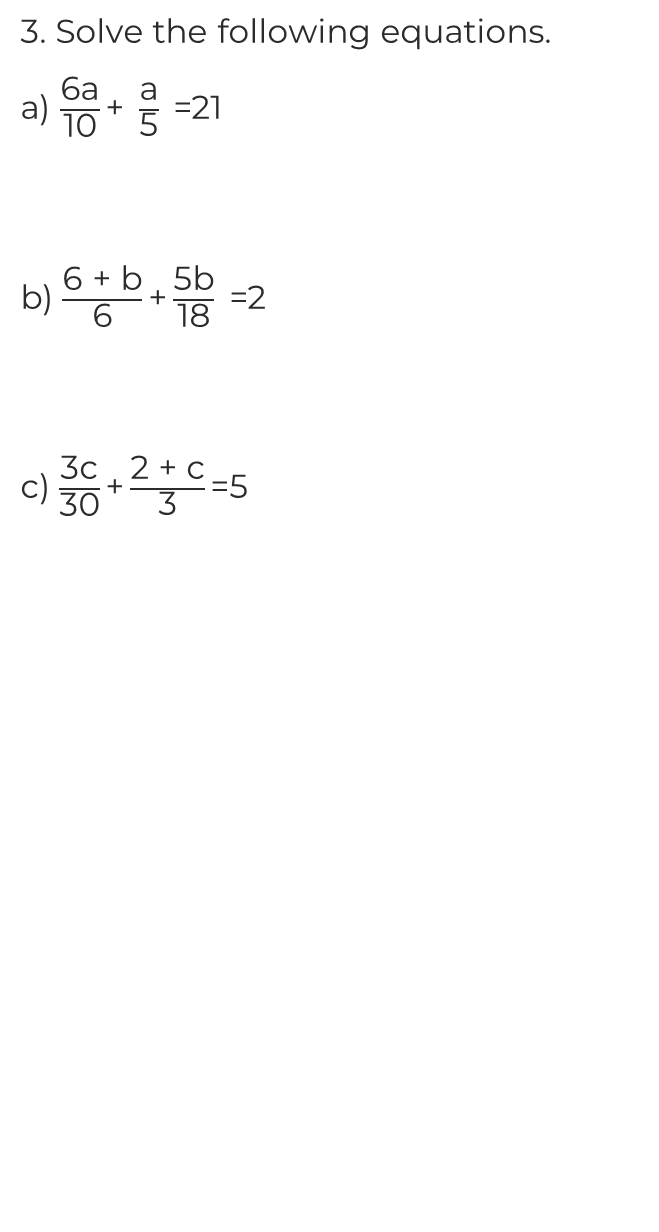 3. Solve the following equations.
a) 6a/10 + a/5 =21
b) 6 + b/6 + 5b/18 =2
c) 3c/30 + 2 + c/3 =5